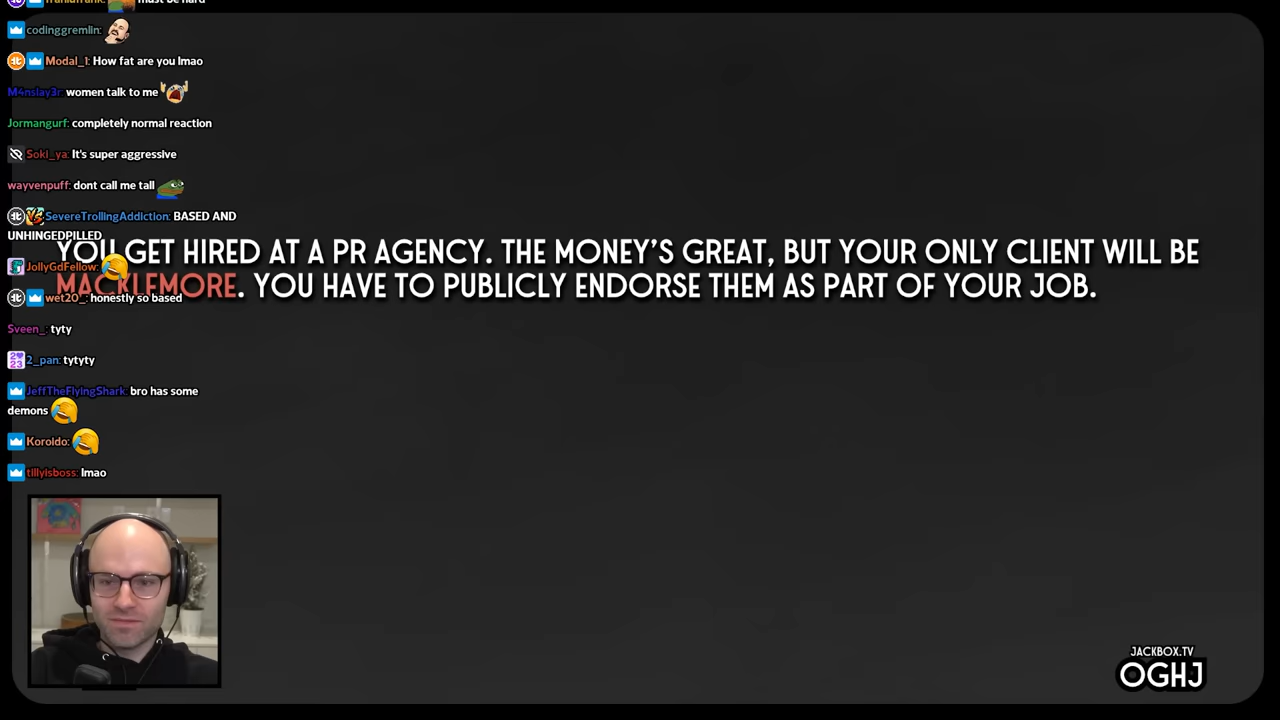 must be hard
codinggremlin:
Modal_1: How fat are you lmao
M4nslay3r: women talk to me
Jormangurf: completely normal reaction
Soki_ya: It's super aggressive
wayvenpuff: dont call me tall
SevereTrollingAddiction: BASED AND
UNHINGEDPILLED
YOU GET HIRED AT A PR AGENCY. THE MONEY'S GREAT, BUT YOUR ONLY CLIENT WILL BE
MACKLEMORE. YOU HAVE TO PUBLICLY ENDORSE THEM AS PART OF YOUR JOB.
JollyGdFellow:
wet20_: honestly so based
Sveen_: tyty
2_pan: tytyty
JeffTheFlyingShark: bro has some
demons
Koroido:
tillyisboss: lmao
JACKBOX.TV
OGHJ